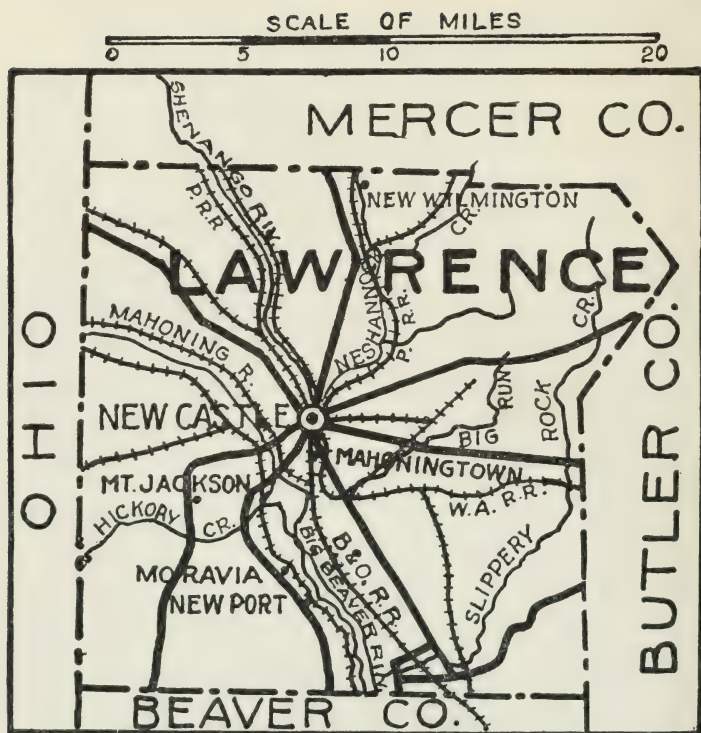 SCALE OF MILES
0 5 10 20
MERCER CO.
SHENANGO RIV.
P.R.R.
NEW WILMINGTON
CR.
LAWRENCE
NESHANNOCK
P. R.R.
CR.
OHIO
MAHONING R.
NEW CASTLE
BIG RUN
ROCK
MAHONINGTOWN
W.A. R.R.
MT. JACKSON
HICKORY CR.
SLIPPERY
BIG BEAVER RIV.
B&O. R.R.
MORAVIA
NEW PORT
BUTLER CO.
BEAVER CO.